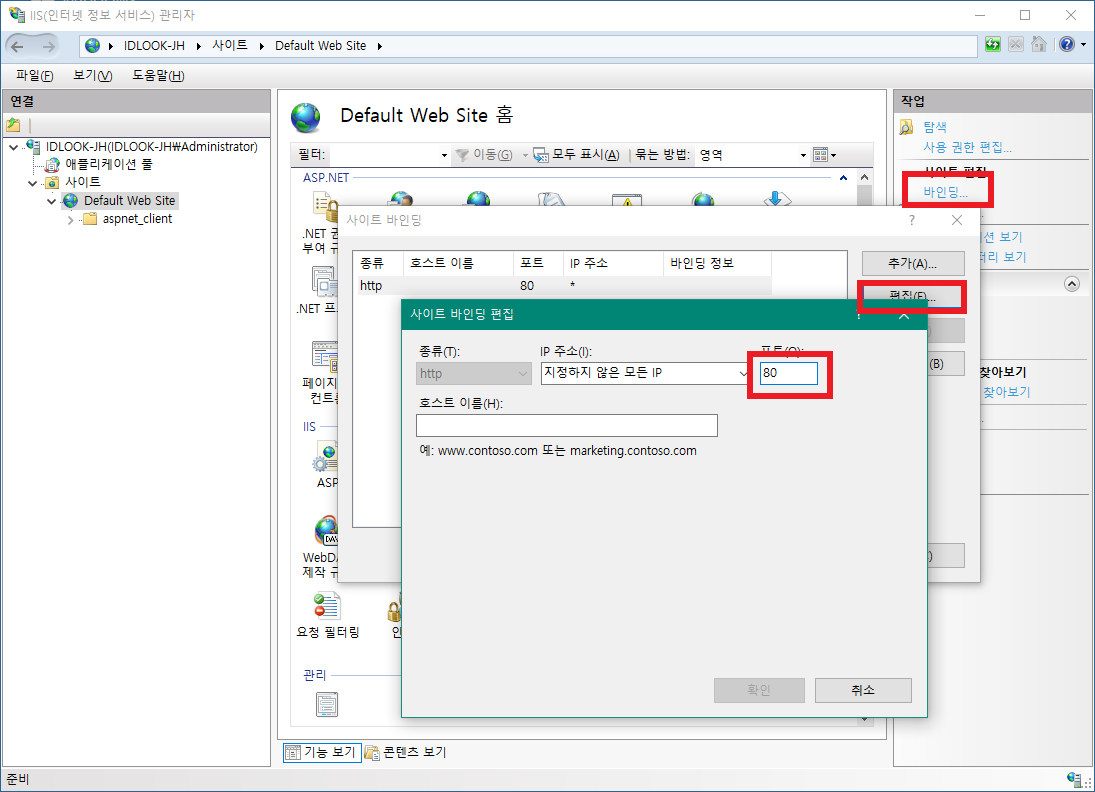 IIS(인터넷 정보 서비스) 관리자
IDLOOK-JH ▸ 사이트 ▸ Default Web Site ▸
파일(F) 보기(V) 도움말(H)
연결
IDLOOK-JH(IDLOOK-JH₩Administrator)
애플리케이션 풀
사이트
Default Web Site
aspnet_client
Default Web Site 홈
필터: 이동(G) 모두 표시(A) 묶는 방법: 영역
ASP.NET
.NET 권
부여 규
.NET 프
페이지
컨트롤
IIS
ASP
WebDA
제작 규
요청 필터링
인
관리
기능 보기 콘텐츠 보기
준비
작업
탐색
사용 권한 편집...
사이트 편집
바인딩...
션 보기
터리 보기
찾아보기
찾아보기
사이트 바인딩
?
종류 호스트 이름 포트 IP 주소 바인딩 정보
http 80 *
추가(A)...
편집(E)...
(B)
사이트 바인딩 편집
종류(T): IP 주소(I): 포트(O):
http 지정하지 않은 모든 IP 80
호스트 이름(H):
예: www.contoso.com 또는 marketing.contoso.com
확인 취소